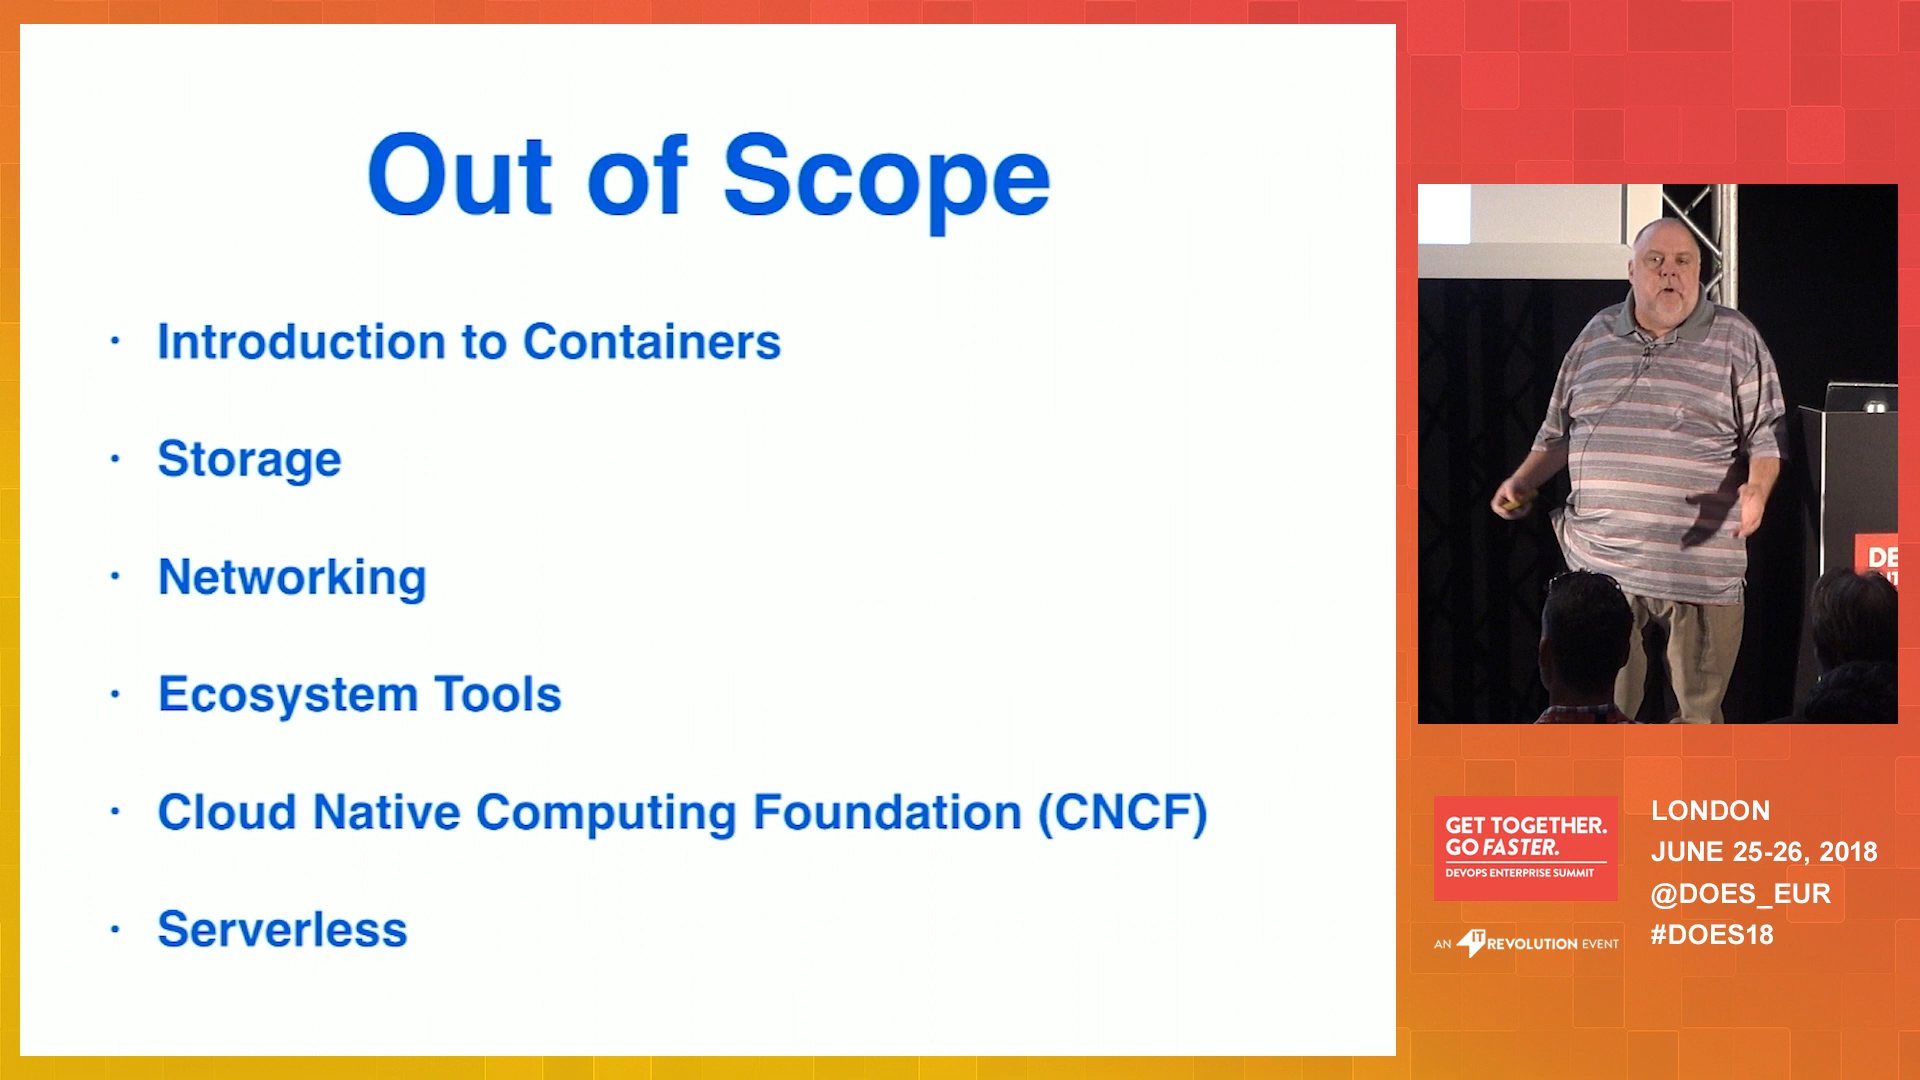 Out of Scope
· Introduction to Containers
· Storage
· Networking
· Ecosystem Tools
· Cloud Native Computing Foundation (CNCF)
· Serverless
DE
GET TOGETHER.
GO FASTER.
DEVOPS ENTERPRISE SUMMIT
AN IT REVOLUTION EVENT
LONDON
JUNE 25-26, 2018
@DOES_EUR
#DOES18